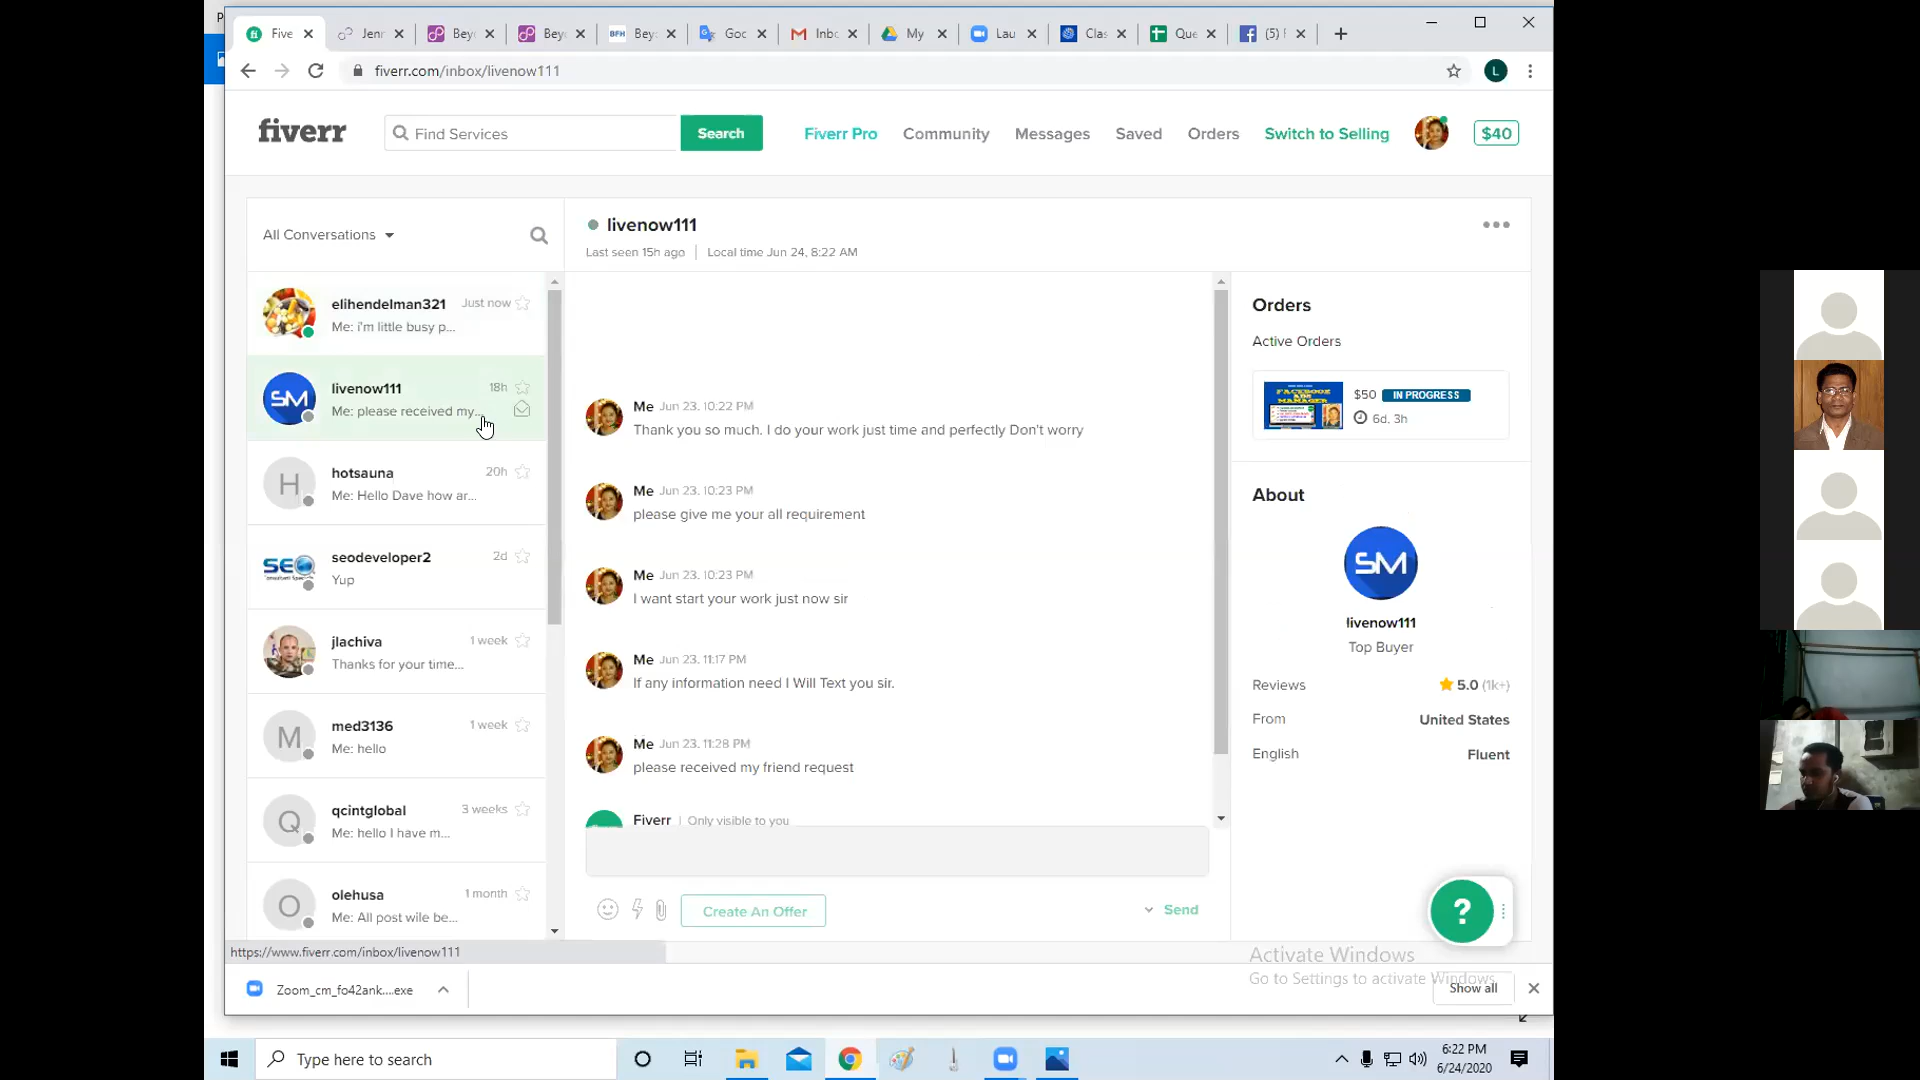 Five
Jenr
Bey
Bey
BFH
Bey
Goc
Inbc
My
Lau
Clas
Que
(5)
fiverr.com/inbox/livenow111
L
fiverr
Find Services
Search
Fiverr Pro
Community
Messages
Saved
Orders
Switch to Selling
$40
All Conversations
livenow111
Last seen 15h ago | Local time Jun 24, 8:22 AM
elihendelman321
Just now
Me: i'm little busy p...
SM
livenow111
18h
Me: please received my...
H
hotsauna
20h
Me: Hello Dave how ar...
SEO
seodeveloper2
2d
Yup
jlachiva
1 week
Thanks for your time...
M
med3136
1 week
Me: hello
Q
qcintglobal
3 weeks
Me: hello I have m...
O
olehusa
1 month
Me: All post wile be...
Me Jun 23, 10:22 PM
Thank you so much. I do your work just time and perfectly Don't worry
Me Jun 23, 10:23 PM
please give me your all requirement
Me Jun 23, 10:23 PM
I want start your work just now sir
Me Jun 23, 11:17 PM
If any information need I Will Text you sir.
Me Jun 23, 11:28 PM
please received my friend request
Fiverr | Only visible to you
Create An Offer
Send
Orders
Active Orders
FACEBOOK
ADS
MANAGER
$50 IN PROGRESS
6d, 3h
About
SM
livenow111
Top Buyer
Reviews
5.0 (1k+)
From
United States
English
Fluent
?
https://www.fiverr.com/inbox/livenow111
Activate Windows
Go to Settings to activate Windows.
Zoom_cm_fo42ank....exe
Show all
Type here to search
6:22 PM
6/24/2020